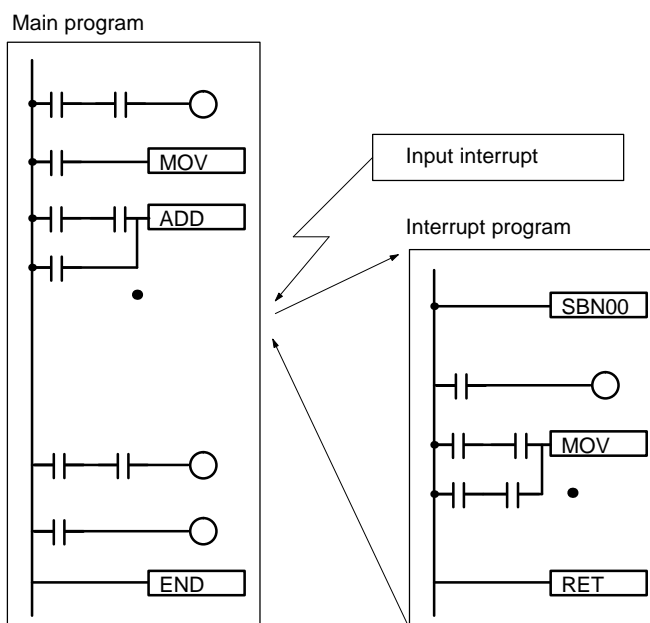 Main program
MOV
ADD
END
Input interrupt
Interrupt program
SBN00
MOV
RET